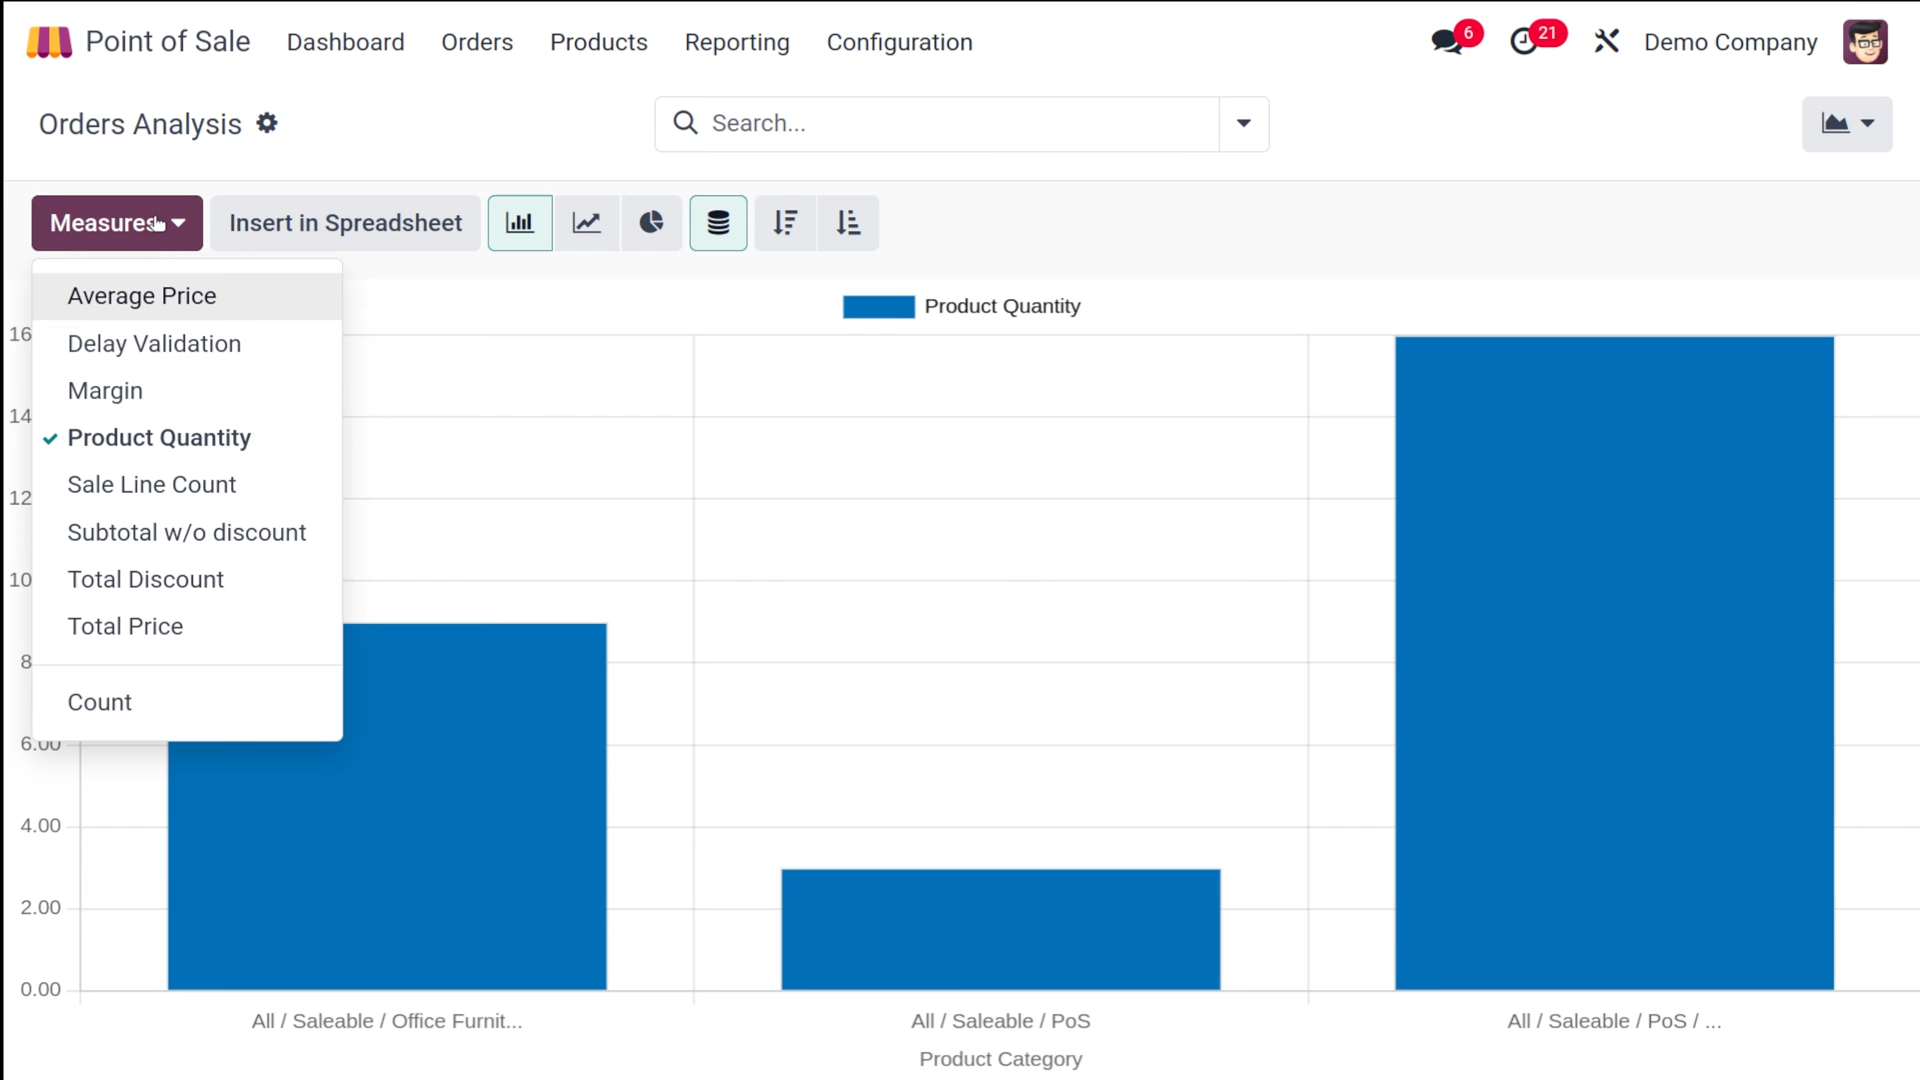 Point of Sale Dashboard Orders Products Reporting Configuration 6 21 Demo Company
Orders Analysis Search...
Measures Insert in Spreadsheet
Average Price
Delay Validation
Margin
Product Quantity
Sale Line Count
Subtotal w/o discount
Total Discount
Total Price
Count
Product Quantity
16
14
12
10
8
6.00
4.00
2.00
0.00
All / Saleable / Office Furnit... All / Saleable / PoS All / Saleable / PoS / ...
Product Category